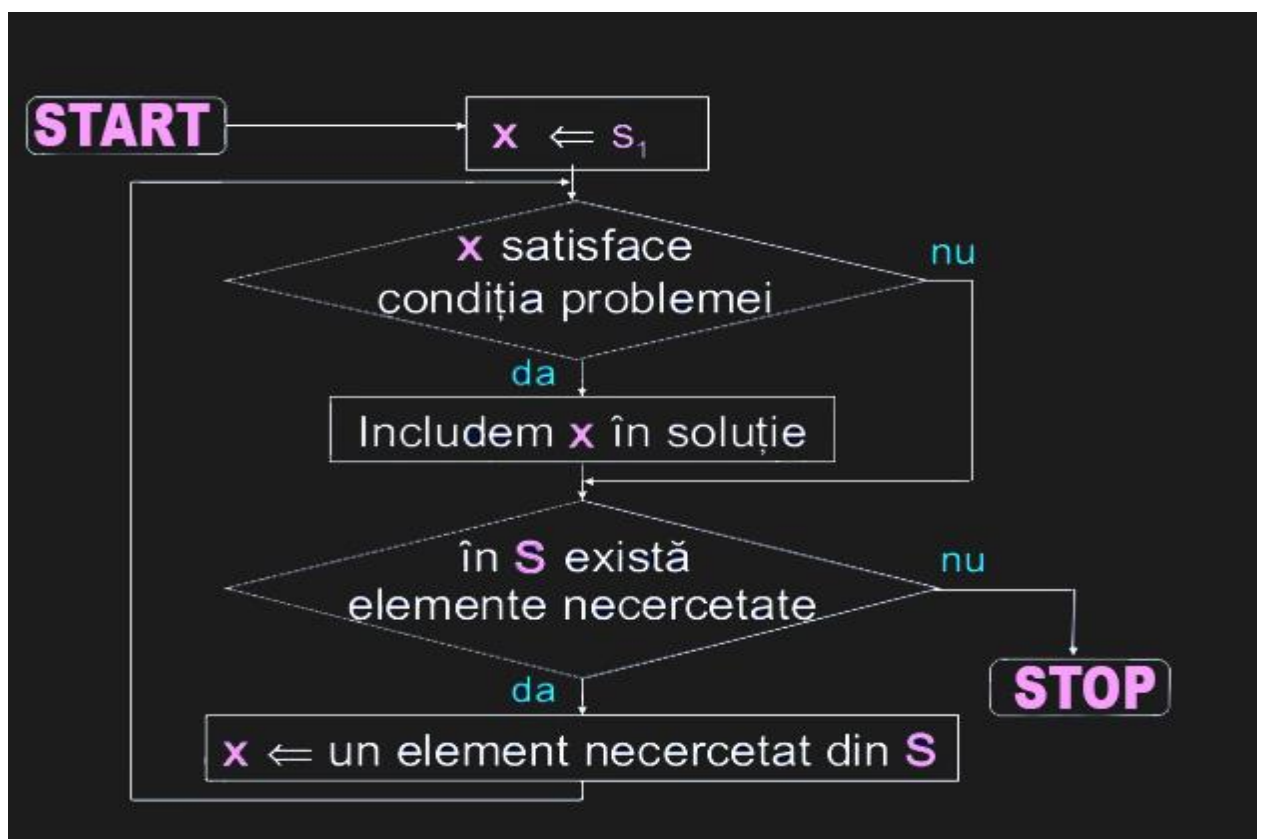 START
x ⇐ s₁
x satisface
condiția problemei
nu
da
Includem x în soluție
în S există
elemente necercetate
nu
da
STOP
x ⇐ un element necercetat din S